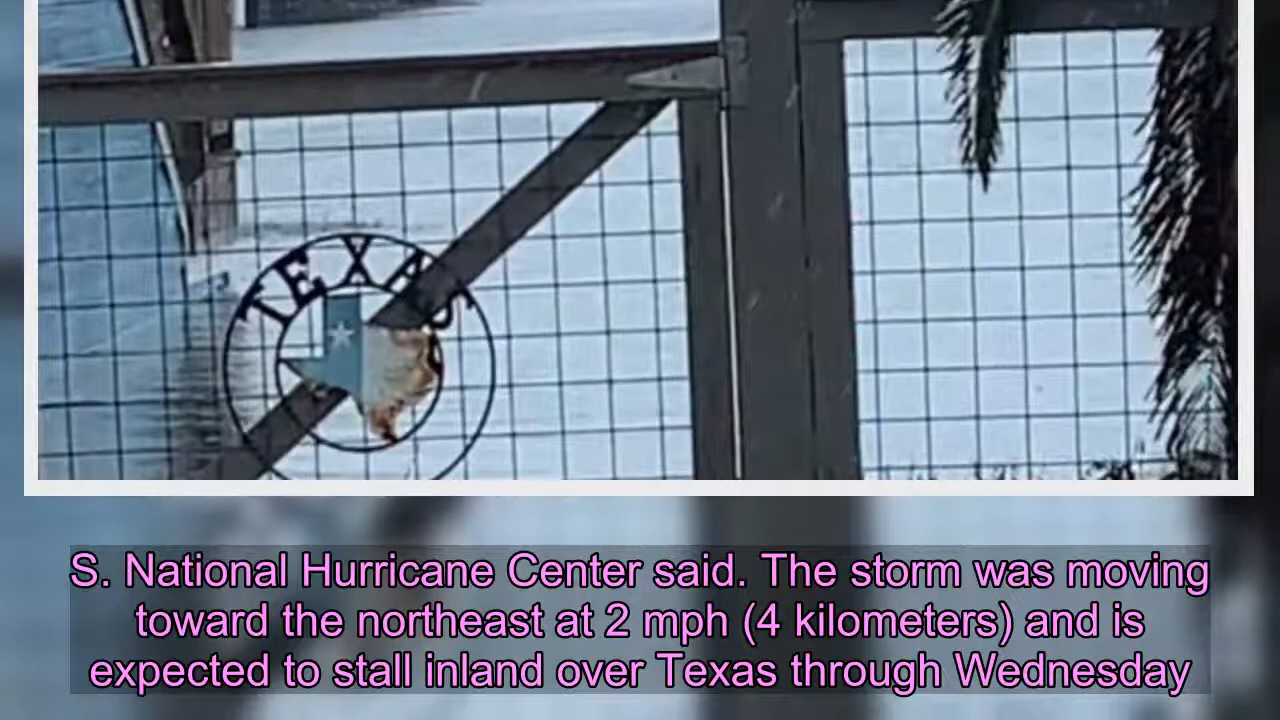 TEXAS
S. National Hurricane Center said. The storm was moving
toward the northeast at 2 mph (4 kilometers) and is
expected to stall inland over Texas through Wednesday